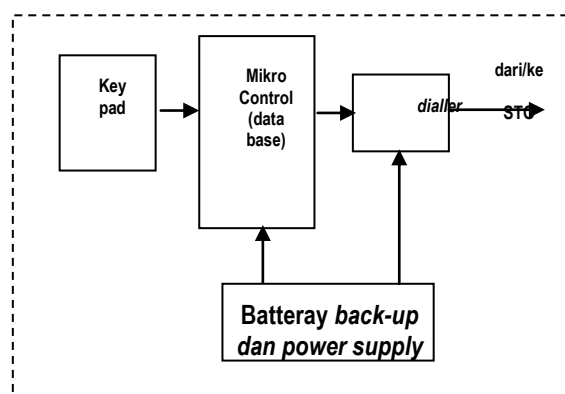 Key
pad
Mikro
Control
(data
base)
dialler
dari/ke
STO
Batteray back-up
dan power supply